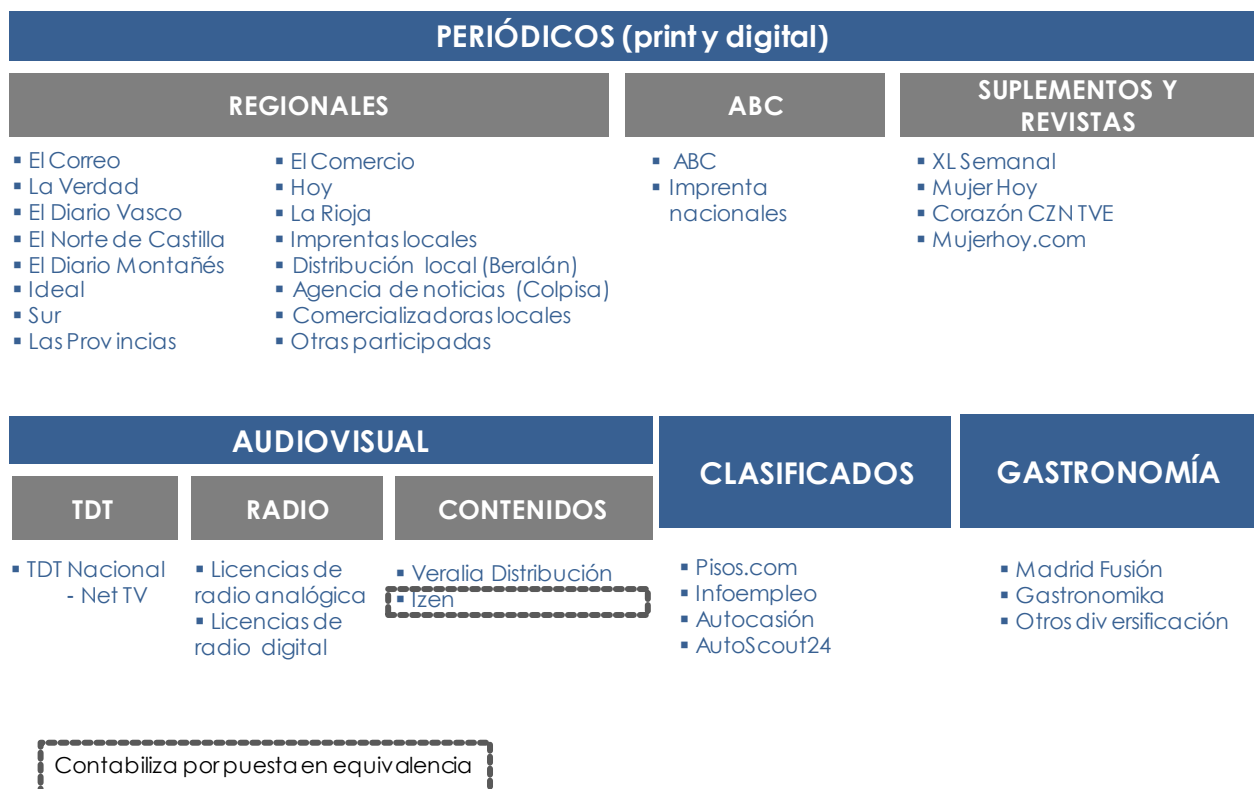 PERIÓDICOS (print y digital)
REGIONALES
▪ El Correo
▪ La Verdad
▪ El Diario Vasco
▪ El Norte de Castilla
▪ El Diario Montañés
▪ Ideal
▪ Sur
▪ Las Provincias
▪ El Comercio
▪ Hoy
▪ La Rioja
▪ Imprentas locales
▪ Distribución local (Beralán)
▪ Agencia de noticias (Colpisa)
▪ Comercializadoras locales
▪ Otras participadas
ABC
▪ ABC
▪ Imprenta
nacionales
SUPLEMENTOS Y
REVISTAS
▪ XL Semanal
▪ Mujer Hoy
▪ Corazón CZN TVE
▪ Mujerhoy.com
AUDIOVISUAL
TDT
▪ TDT Nacional
- Net TV
RADIO
▪ Licencias de
radio analógica
▪ Licencias de
radio digital
CONTENIDOS
▪ Veralia Distribución
▪ Izen
CLASIFICADOS
▪ Pisos.com
▪ Infoempleo
▪ Autocasión
▪ AutoScout24
GASTRONOMÍA
▪ Madrid Fusión
▪ Gastronomika
▪ Otros diversificación
Contabiliza por puesta en equivalencia